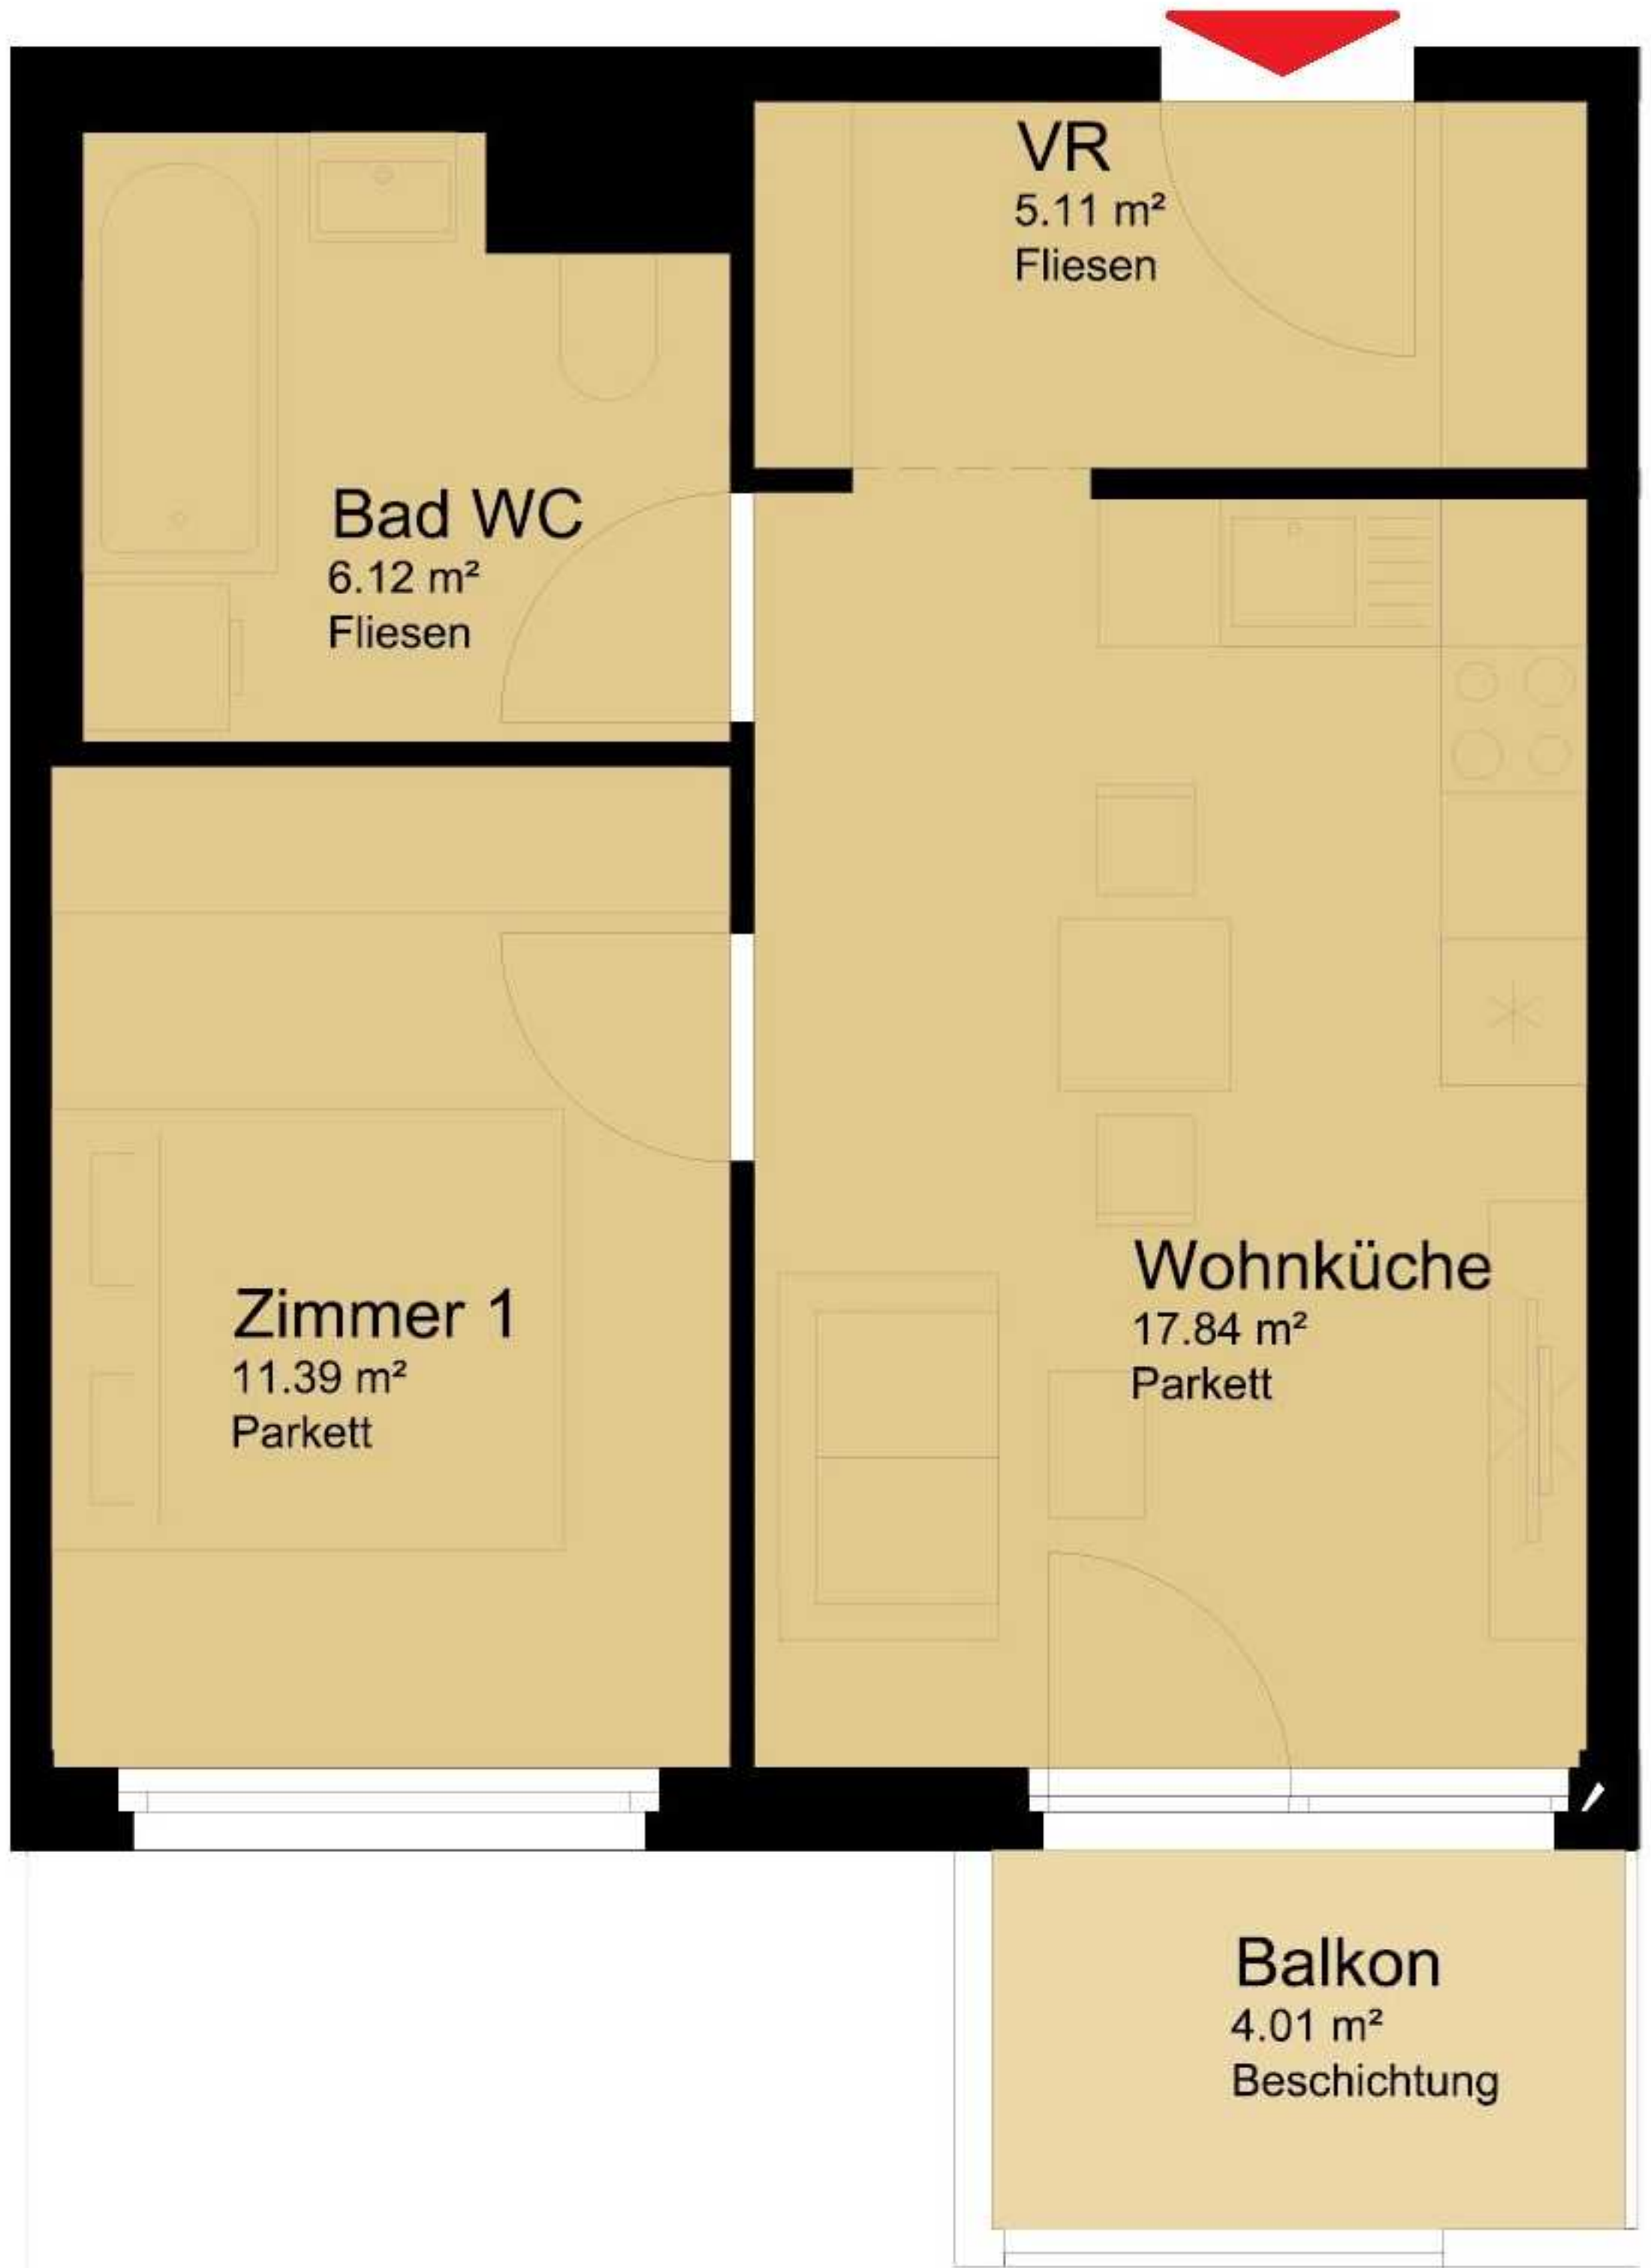 VR
5.11 m²
Fliesen
Bad WC
6.12 m²
Fliesen
Wohnküche
17.84 m²
Parkett
Zimmer 1
11.39 m²
Parkett
Balkon
4.01 m²
Beschichtung